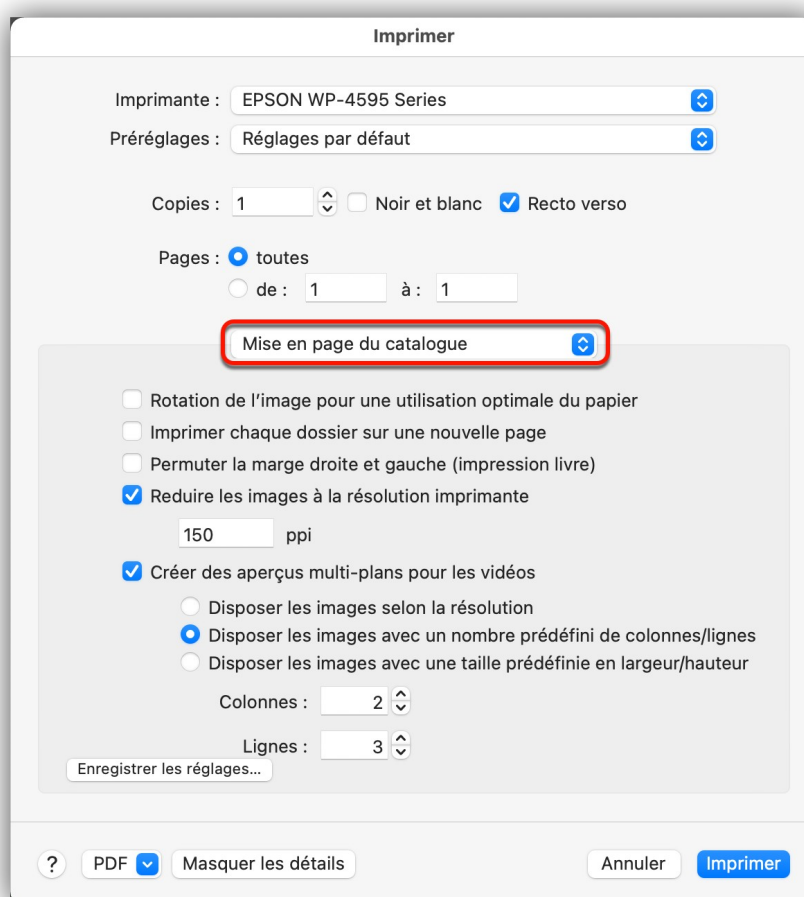 Imprimer
Imprimante : EPSON WP-4595 Series
Préréglages : Réglages par défaut
Copies : 1 Noir et blanc Recto verso
Pages : toutes
de : 1 à : 1
Mise en page du catalogue
Rotation de l'image pour une utilisation optimale du papier
Imprimer chaque dossier sur une nouvelle page
Permuter la marge droite et gauche (impression livre)
Reduire les images à la résolution imprimante
150 ppi
Créer des aperçus multi-plans pour les vidéos
Disposer les images selon la résolution
Disposer les images avec un nombre prédéfini de colonnes/lignes
Disposer les images avec une taille prédéfinie en largeur/hauteur
Colonnes : 2
Lignes : 3
Enregistrer les réglages...
? PDF Masquer les détails Annuler Imprimer